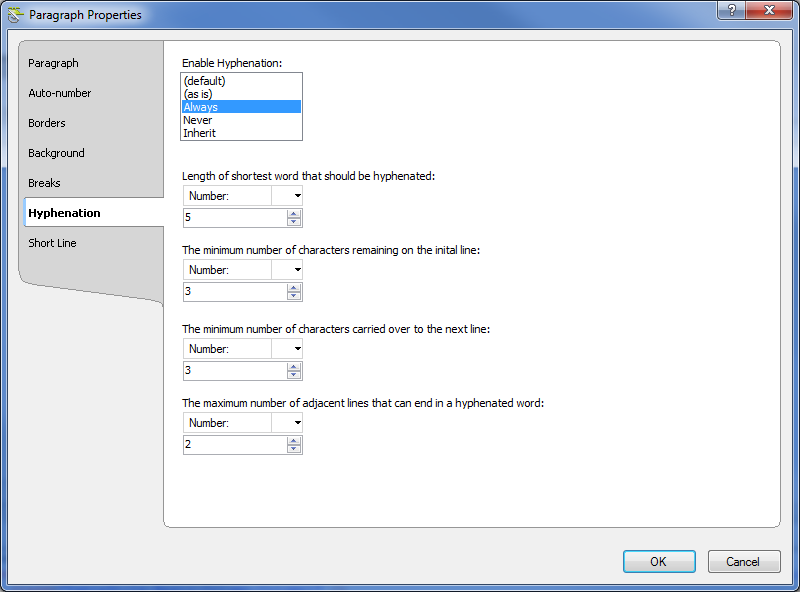 Paragraph Properties
?
Paragraph
Auto-number
Borders
Background
Breaks
Hyphenation
Short Line
Enable Hyphenation:
(default)
(as is)
Always
Never
Inherit
Length of shortest word that should be hyphenated:
Number:
5
The minimum number of characters remaining on the inital line:
Number:
3
The minimum number of characters carried over to the next line:
Number:
3
The maximum number of adjacent lines that can end in a hyphenated word:
Number:
2
OK Cancel